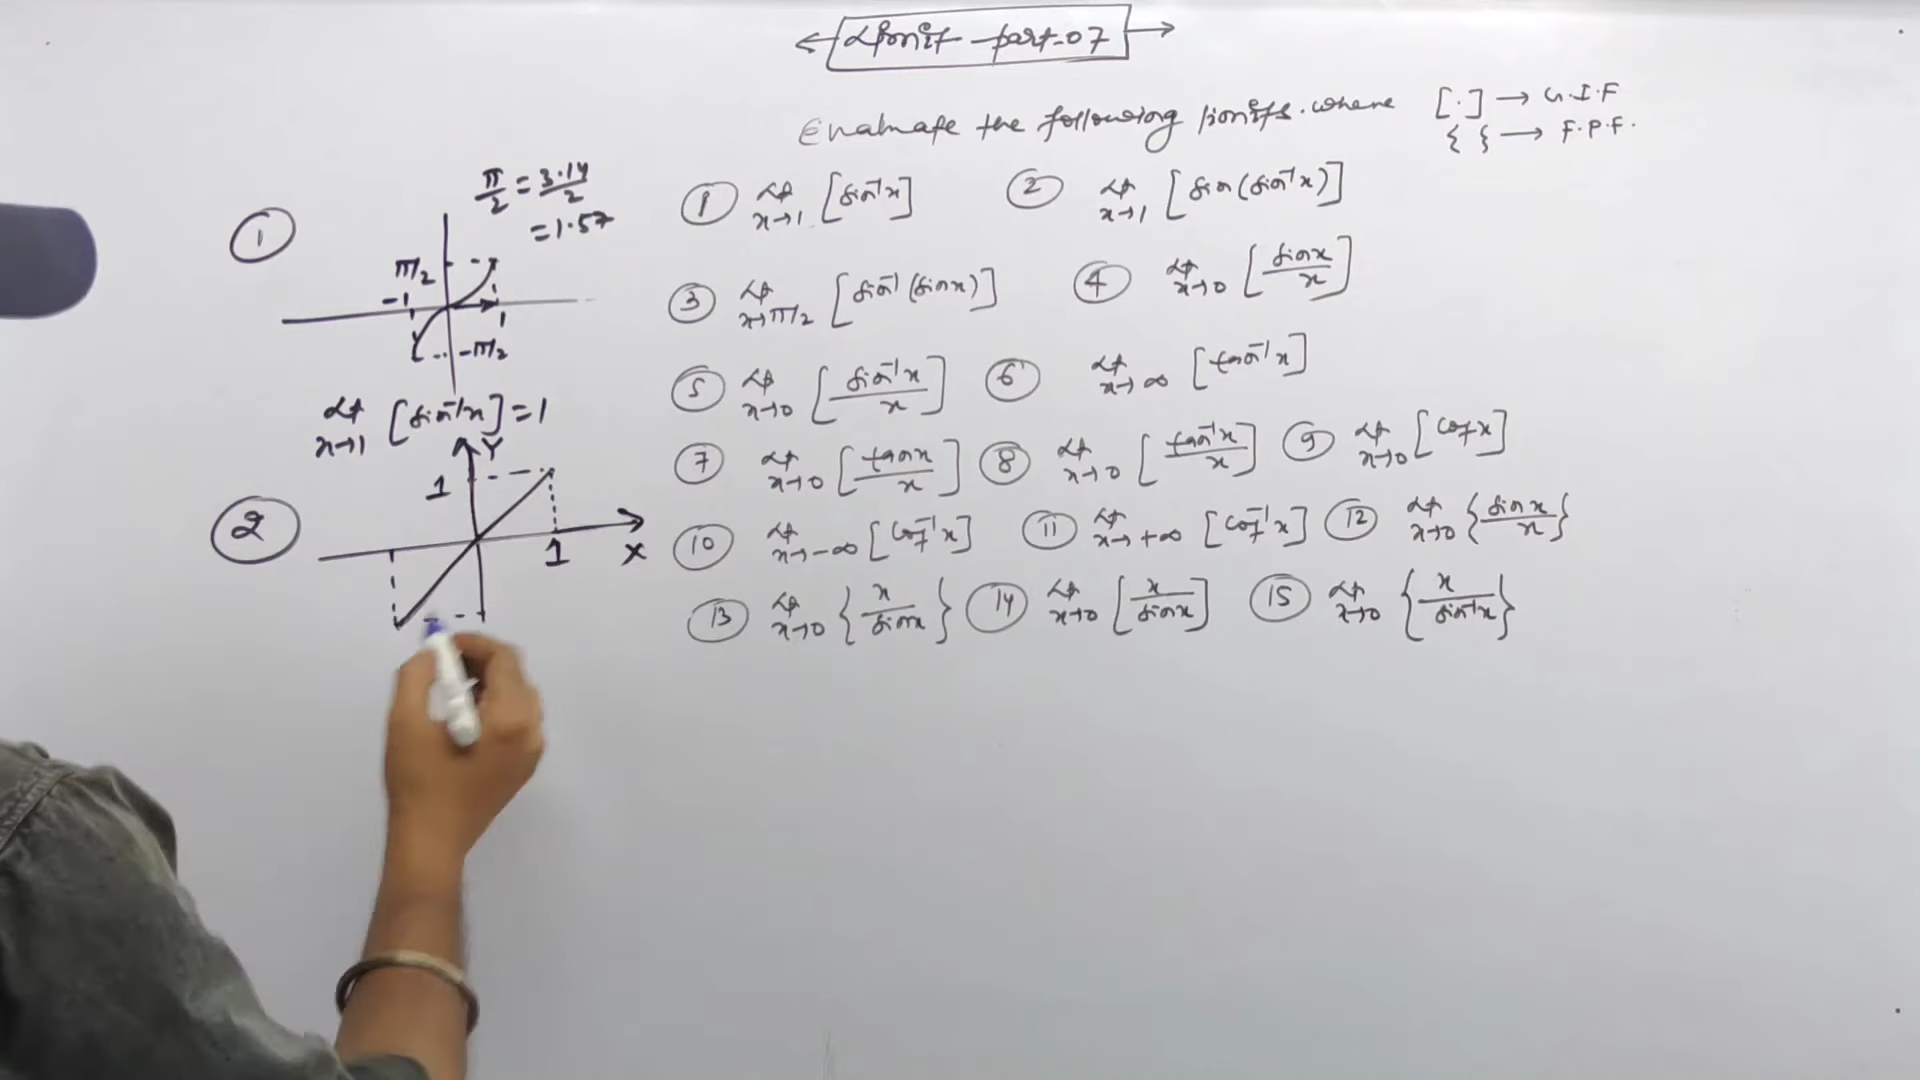 Limit - part-07
Evaluate the following limits. where [.] → G.I.F
{ } → F.P.F.
① Lt x→1 [sin⁻¹x] ② Lt x→1 [sin(sin⁻¹x)]
③ Lt x→π/2 [sin⁻¹(sinx)] ④ Lt x→0 [sinx/x]
⑤ Lt x→0 [sin⁻¹x/x] ⑥ Lt x→∞ [tan⁻¹x]
⑦ Lt x→0 [tanx/x] ⑧ Lt x→0 [tan⁻¹x/x] ⑨ Lt x→0 [cotx]
⑩ Lt x→-∞ [cot⁻¹x] ⑪ Lt x→+∞ [cot⁻¹x] ⑫ Lt x→0 {sinx/x}
⑬ Lt x→0 {x/sinx} ⑭ Lt x→0 [x/sinx] ⑮ Lt x→0 {x/sin⁻¹x}
①
π/2 = 3.14/2
= 1.57
π/2
-1
1
-π/2
Lt x→1 [sin⁻¹x] = 1
②
Y
1
1
X